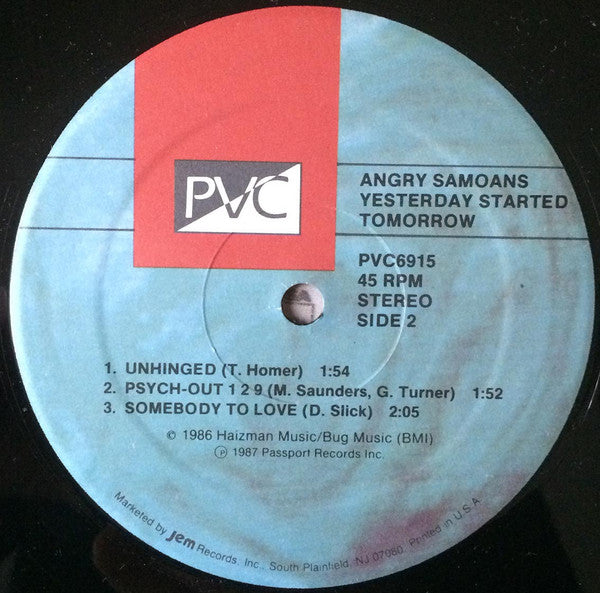 PVC
ANGRY SAMOANS
YESTERDAY STARTED
TOMORROW
PVC6915
45 RPM
STEREO
SIDE 2
1. UNHINGED (T. Homer) 1:54
2. PSYCH-OUT 1 2 9 (M. Saunders, G. Turner) 1:52
3. SOMEBODY TO LOVE (D. Slick) 2:05
© 1986 Haizman Music/Bug Music (BMI)
℗ 1987 Passport Records Inc.
Marketed by Jem Records, Inc., South Plainfield, NJ 07080 Printed in U.S.A.